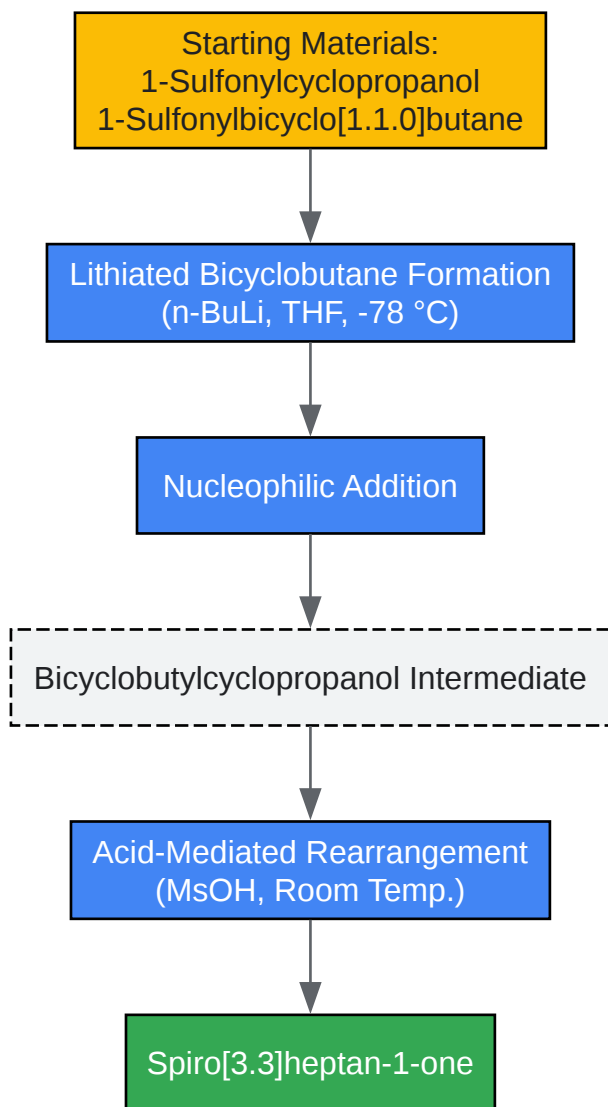 Starting Materials:
1-Sulfonylcyclopropanol
1-Sulfonylbicyclo[1.1.0]butane
Lithiated Bicyclobutane Formation
(n-BuLi, THF, -78 °C)
Nucleophilic Addition
Bicyclobutylcyclopropanol Intermediate
Acid-Mediated Rearrangement
(MsOH, Room Temp.)
Spiro[3.3]heptan-1-one